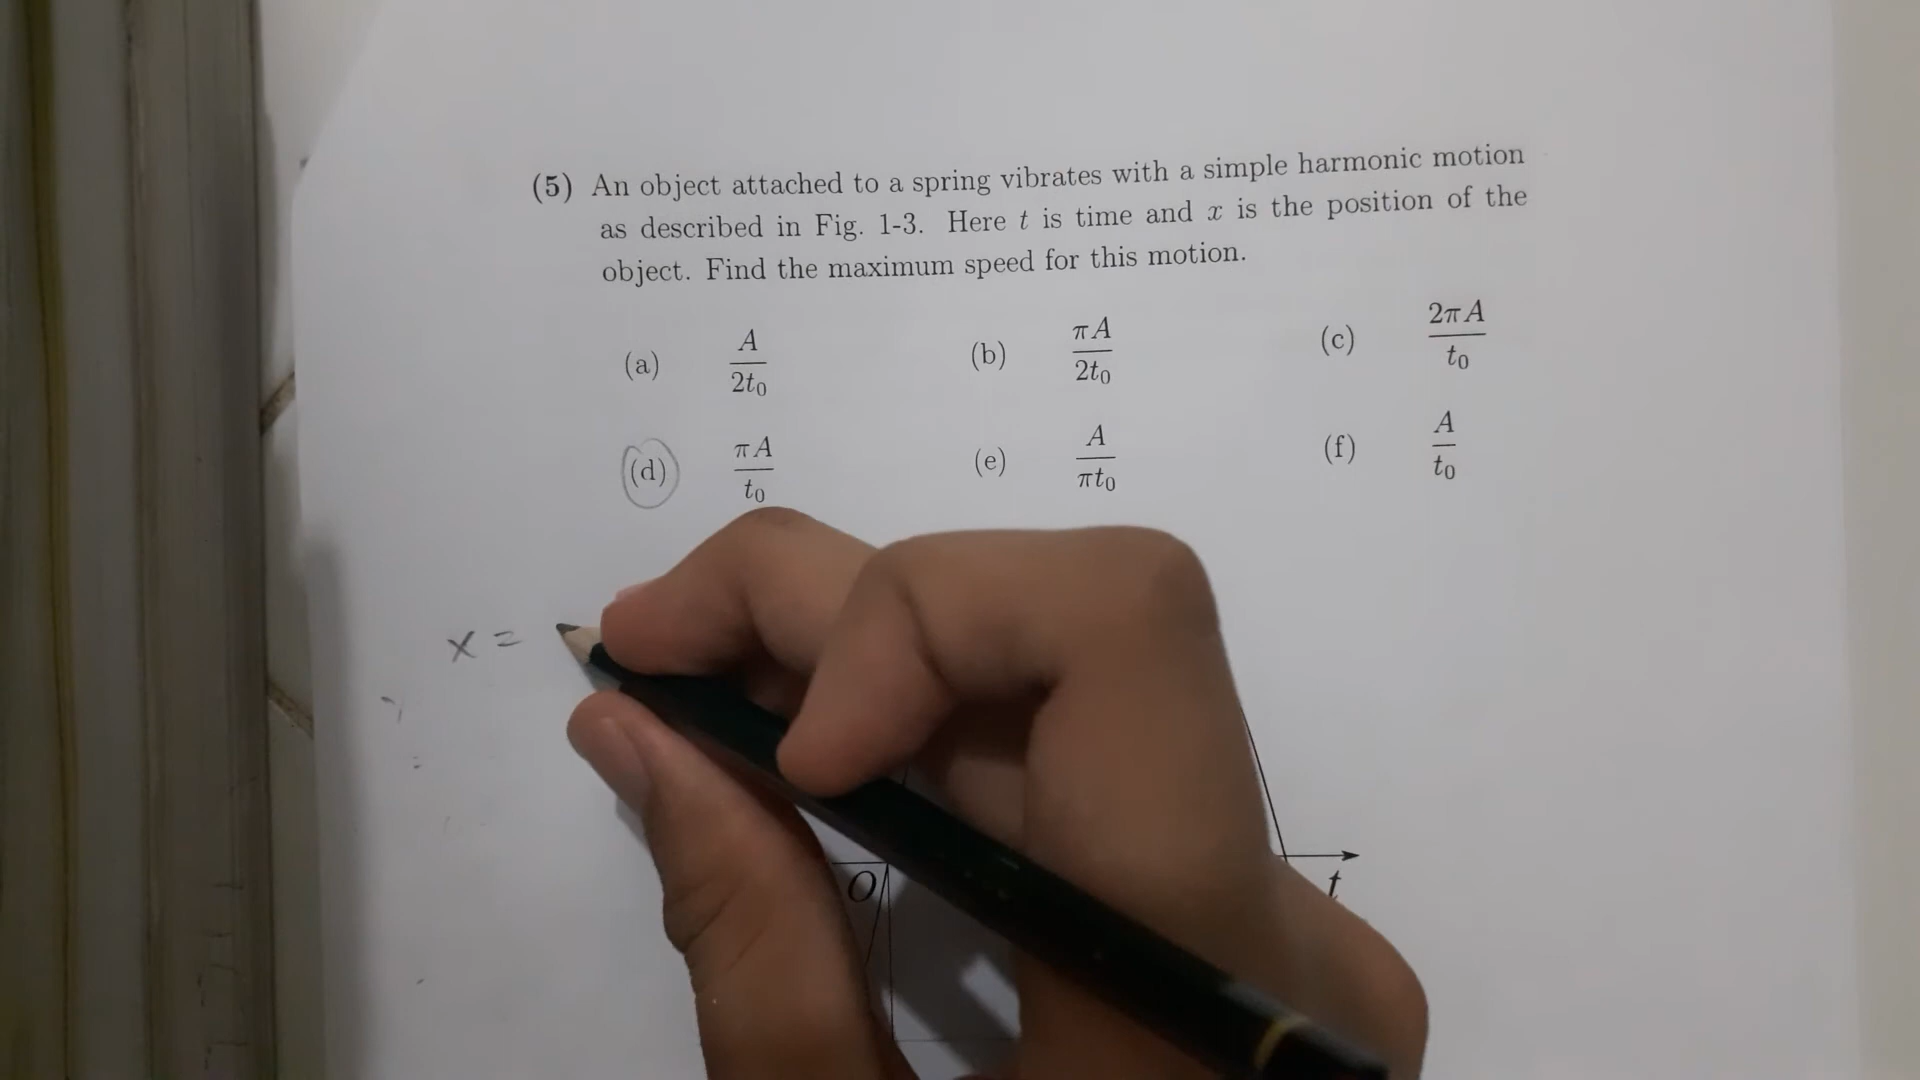 (5) An object attached to a spring vibrates with a simple harmonic motion
as described in Fig. 1-3. Here t is time and x is the position of the
object. Find the maximum speed for this motion.
(a) A/2t₀ (b) πA/2t₀ (c) 2πA/t₀
(d) πA/t₀ (e) A/πt₀ (f) A/t₀
x =
O t